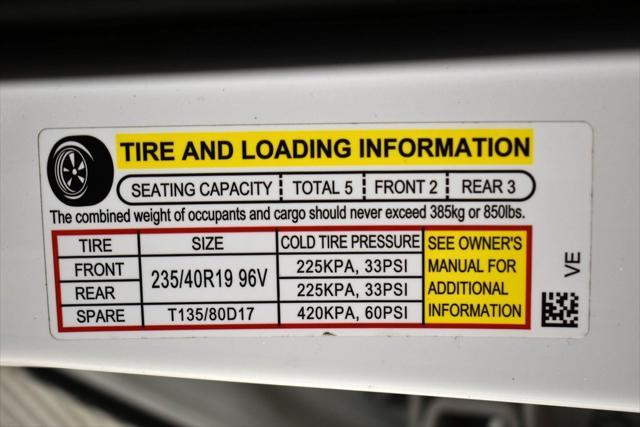 TIRE AND LOADING INFORMATION
SEATING CAPACITY TOTAL 5 FRONT 2 REAR 3
The combined weight of occupants and cargo should never exceed 385kg or 850lbs.
TIRE SIZE COLD TIRE PRESSURE SEE OWNER'S MANUAL FOR ADDITIONAL INFORMATION
FRONT 235/40R19 96V 225KPA, 33PSI
REAR 225KPA, 33PSI
SPARE T135/80D17 420KPA, 60PSI
VE